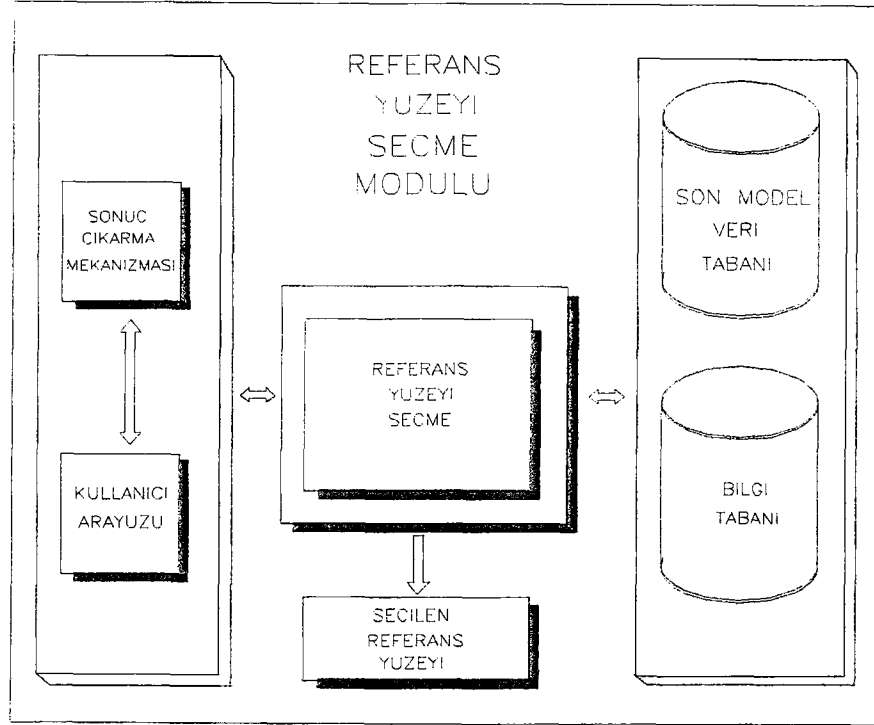 REFERANS
YUZEYI
SECME
MODULU
SONUC
ÇIKARMA
MEKANIZMASI
KULLANICI
ARAYUZU
REFERANS
YUZEYI
SECME
SECILEN
REFERANS
YUZEYI
SON MODEL
VERI
TABANI
BILGI
TABANI